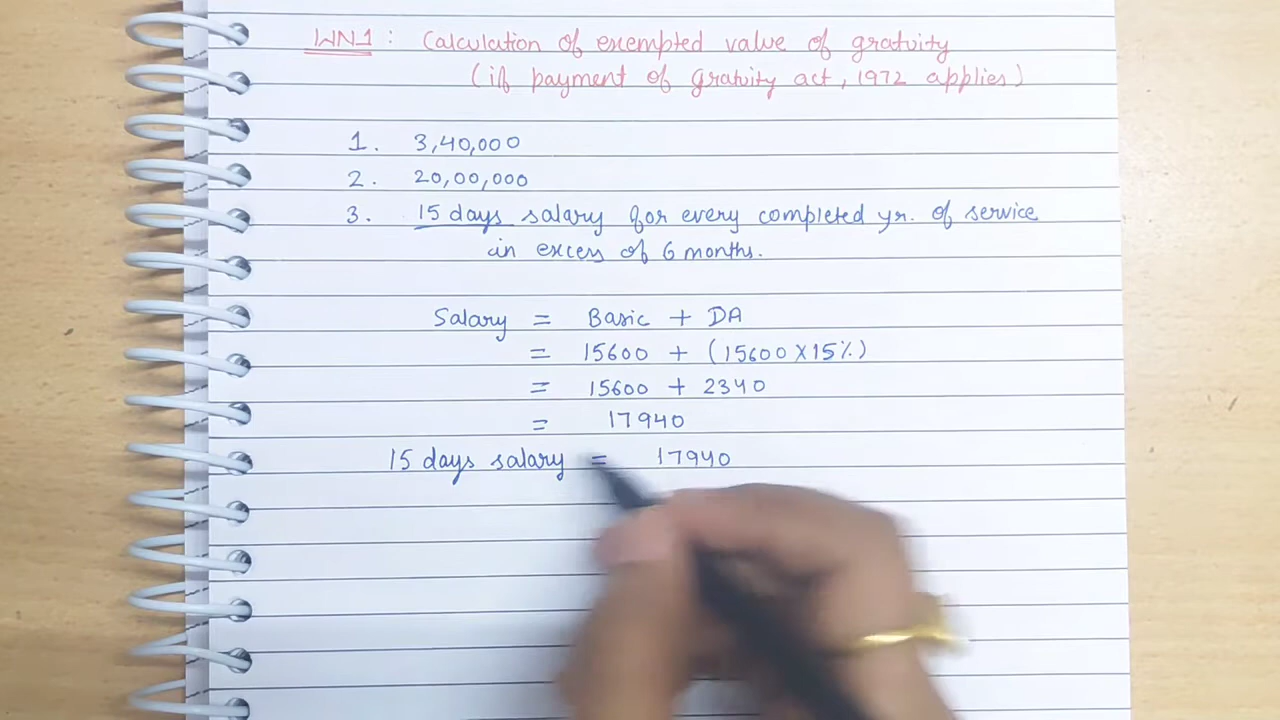 WN1 : Calculation of exempted value of gratuity
(if payment of gratuity act, 1972 applies)
1. 3,40,000
2. 20,00,000
3. 15 days salary for every completed yr. of service
in excess of 6 months.
Salary = Basic + DA
= 15600 + (15600 X 15%)
= 15600 + 2340
= 17940
15 days salary = 17940